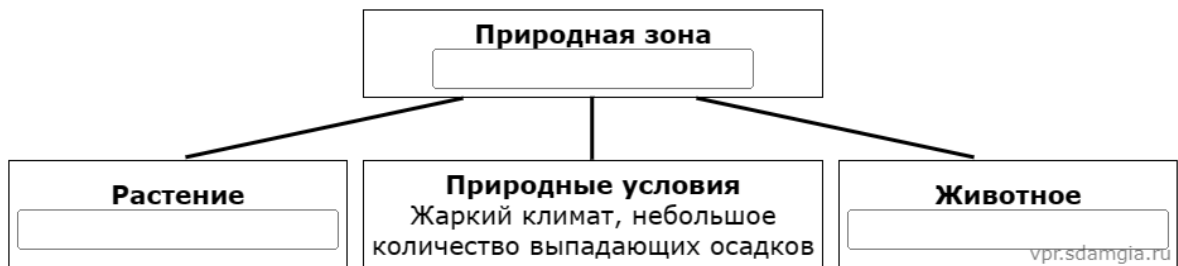 Природная зона
Растение
Природные условия
Жаркий климат, небольшое
количество выпадающих осадков
Животное
vpr.sdamgia.ru